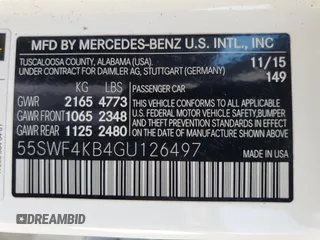 MFD BY MERCEDES-BENZ U.S. INTL., INC
TUSCALOOSA COUNTY, ALABAMA (USA) 11/15
UNDER CONTRACT FOR DAIMLER AG, STUTTGART (GERMANY) 149
KG LBS PASSENGER CAR
GVWR 2165 4773
GAWR FRONT 1065 2348
GAWR REAR 1125 2480
THIS VEHICLE CONFORMS TO ALL APPLICABLE
U.S. FEDERAL MOTOR VEHICLE SAFETY, BUMPER,
AND THEFT PREVENTION STANDARDS IN
EFFECT ON THE DATE OF MANUFACTURE
SHOWN ABOVE.
55SWF4KB4GU126497
DREAMBID